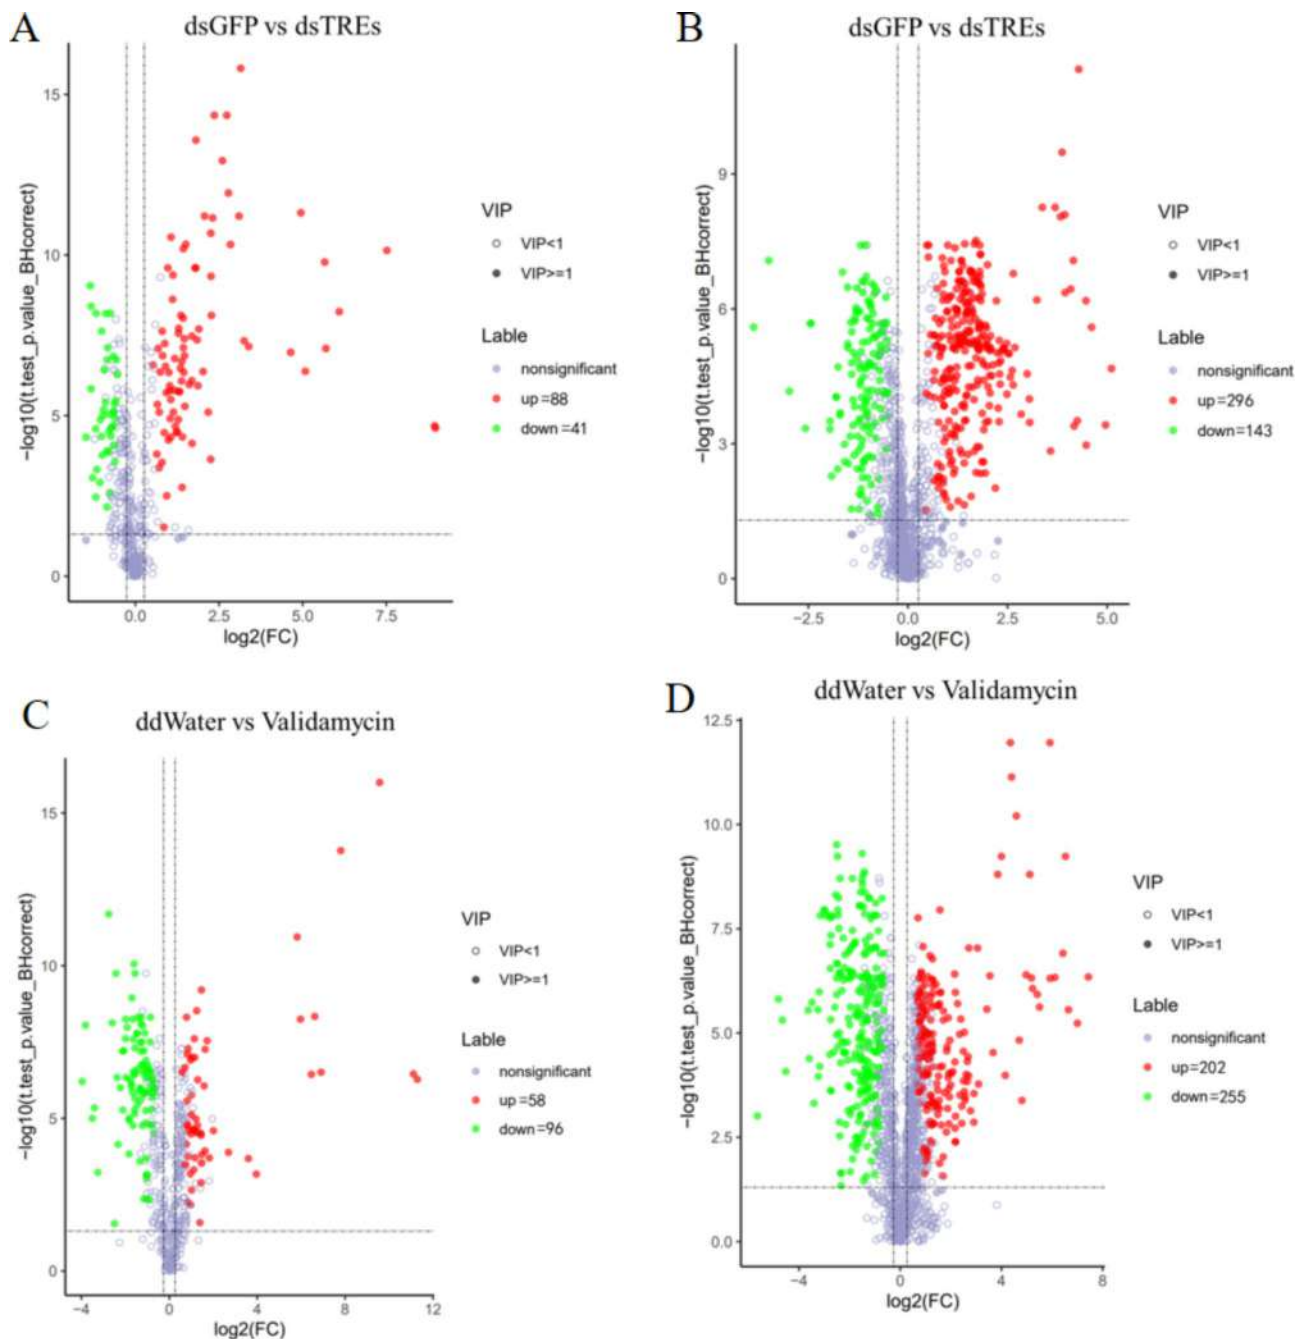 A
dsGFP vs dsTREs
−log10(t.test_p.value_BHcorrect)
15
10
5
0
0.0
2.5
5.0
7.5
log2(FC)
VIP
VIP<1
VIP>=1
Lable
nonsignificant
up=88
down=41
B
dsGFP vs dsTREs
−log10(t.test_p.value_BHcorrect)
9
6
3
0
−2.5
0.0
2.5
5.0
log2(FC)
VIP
VIP<1
VIP>=1
Lable
nonsignificant
up=296
down=143
C
ddWater vs Validamycin
−log10(t.test_p.value_BHcorrect)
15
10
5
0
−4
0
4
8
12
log2(FC)
VIP
VIP<1
VIP>=1
Lable
nonsignificant
up=58
down=96
D
ddWater vs Validamycin
−log10(t.test_p.value_BHcorrect)
12.5
10.0
7.5
5.0
2.5
0.0
−4
0
4
8
log2(FC)
VIP
VIP<1
VIP>=1
Lable
nonsignificant
up=202
down=255